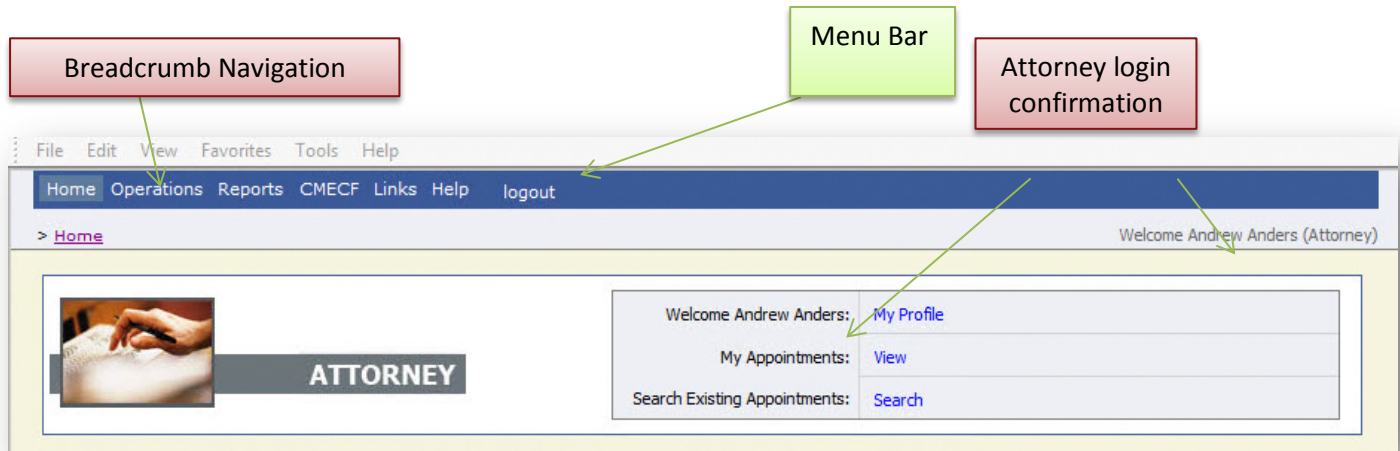 Menu Bar
Breadcrumb Navigation
Attorney login
confirmation
File Edit View Favorites Tools Help
Home Operations Reports CMECF Links Help logout
> Home
Welcome Andrew Anders (Attorney)
ATTORNEY
Welcome Andrew Anders: My Profile
My Appointments: View
Search Existing Appointments: Search